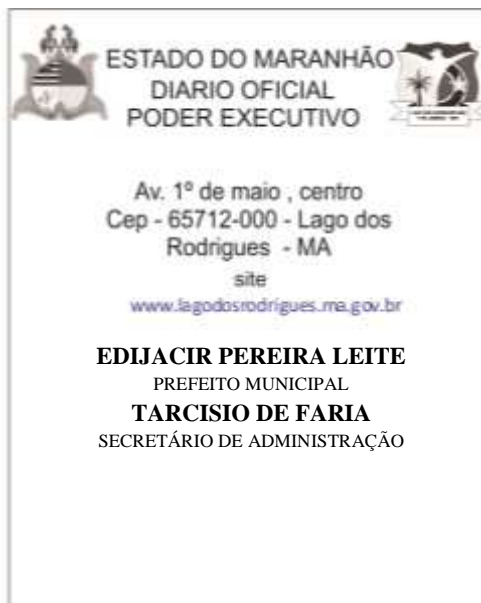 ESTADO DO MARANHÃO
DIARIO OFICIAL
PODER EXECUTIVO
Av. 1º de maio , centro
Cep - 65712-000 - Lago dos
Rodrigues - MA
site
www.lagodosrodrigues.ma.gov.br
EDIJACIR PEREIRA LEITE
PREFEITO MUNICIPAL
TARCISIO DE FARIA
SECRETÁRIO DE ADMINISTRAÇÃO